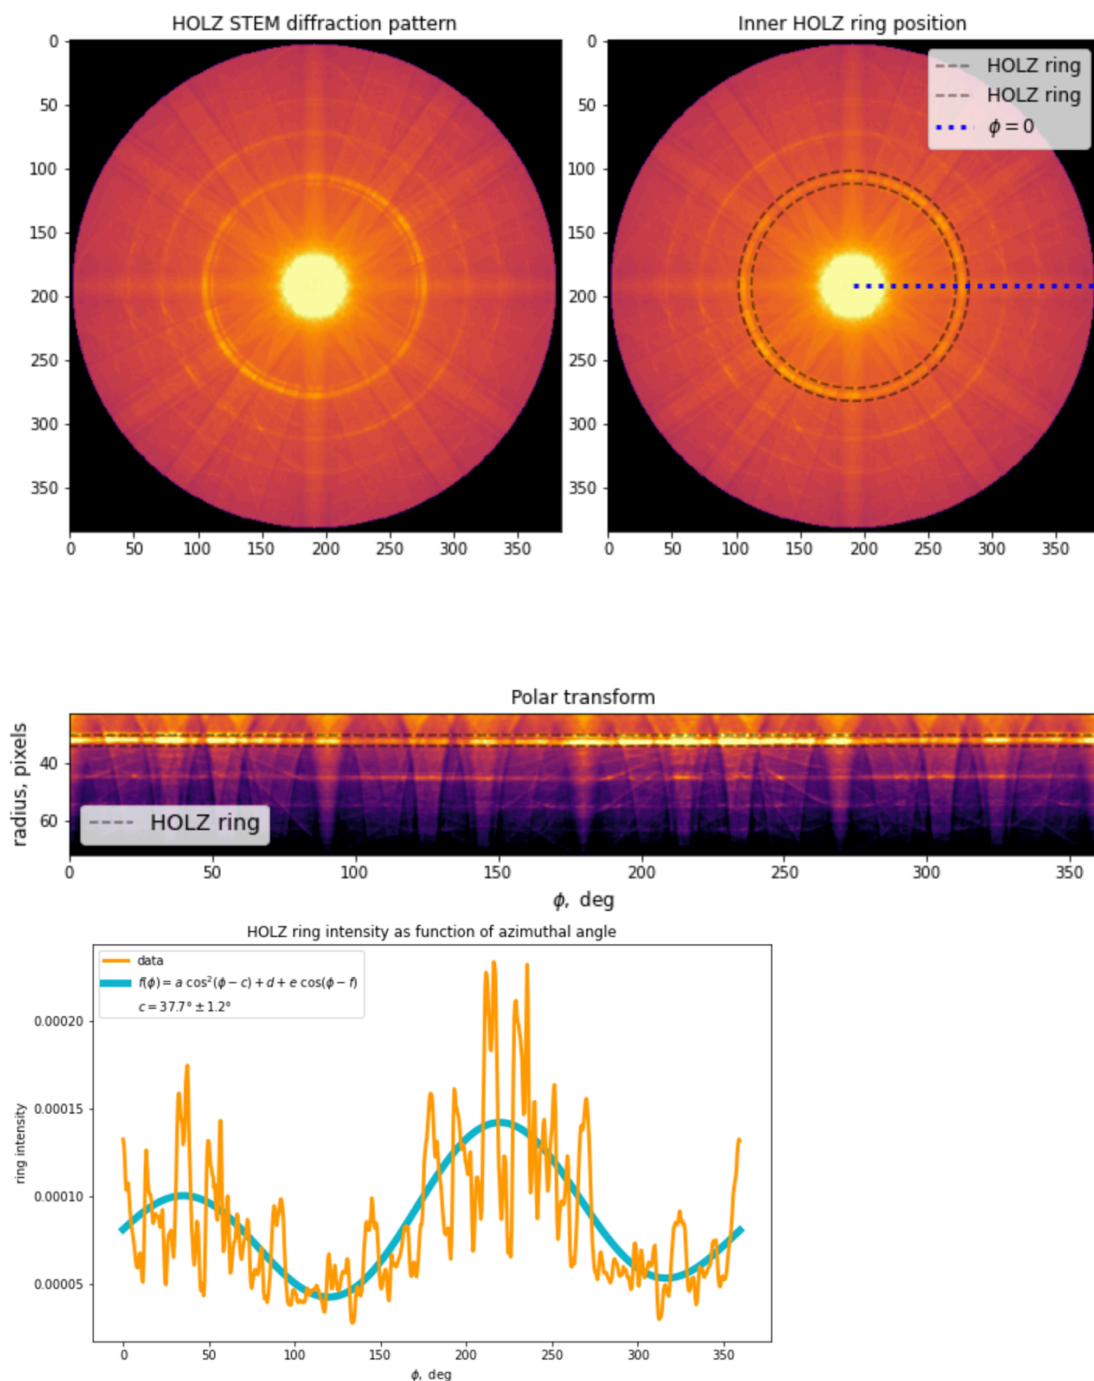 HOLZ STEM diffraction pattern
0
50
100
150
200
250
300
350
0 50 100 150 200 250 300 350
Inner HOLZ ring position
HOLZ ring
HOLZ ring
ϕ = 0
0
50
100
150
200
250
300
350
0 50 100 150 200 250 300 350
Polar transform
radius, pixels
40
60
HOLZ ring
0 50 100 150 200 250 300 350
ϕ, deg
HOLZ ring intensity as function of azimuthal angle
data
f(ϕ) = a cos²(ϕ − c) + d + e cos(ϕ − f)
c = 37.7° ± 1.2°
ring intensity
0.00020
0.00015
0.00010
0.00005
0 50 100 150 200 250 300 350
ϕ, deg